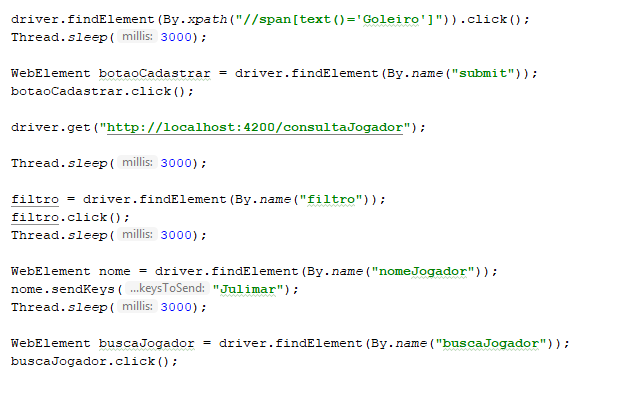 driver.findElement(By.xpath("//span[text()='Goleiro']")).click();
Thread.sleep( millis: 3000);
WebElement botaoCadastrar = driver.findElement(By.name("submit"));
botaoCadastrar.click();
driver.get("http://localhost:4200/consultaJogador");
Thread.sleep( millis: 3000);
filtro = driver.findElement(By.name("filtro"));
filtro.click();
Thread.sleep( millis: 3000);
WebElement nome = driver.findElement(By.name("nomeJogador"));
nome.sendKeys( ...keysToSend: "Julimar");
Thread.sleep( millis: 3000);
WebElement buscaJogador = driver.findElement(By.name("buscaJogador"));
buscaJogador.click();